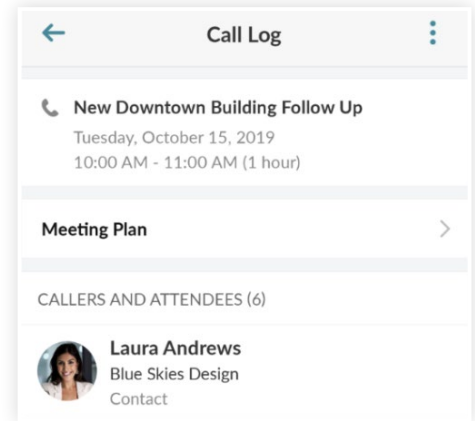 Call Log
New Downtown Building Follow Up
Tuesday, October 15, 2019
10:00 AM - 11:00 AM (1 hour)
Meeting Plan
CALLERS AND ATTENDEES (6)
Laura Andrews
Blue Skies Design
Contact